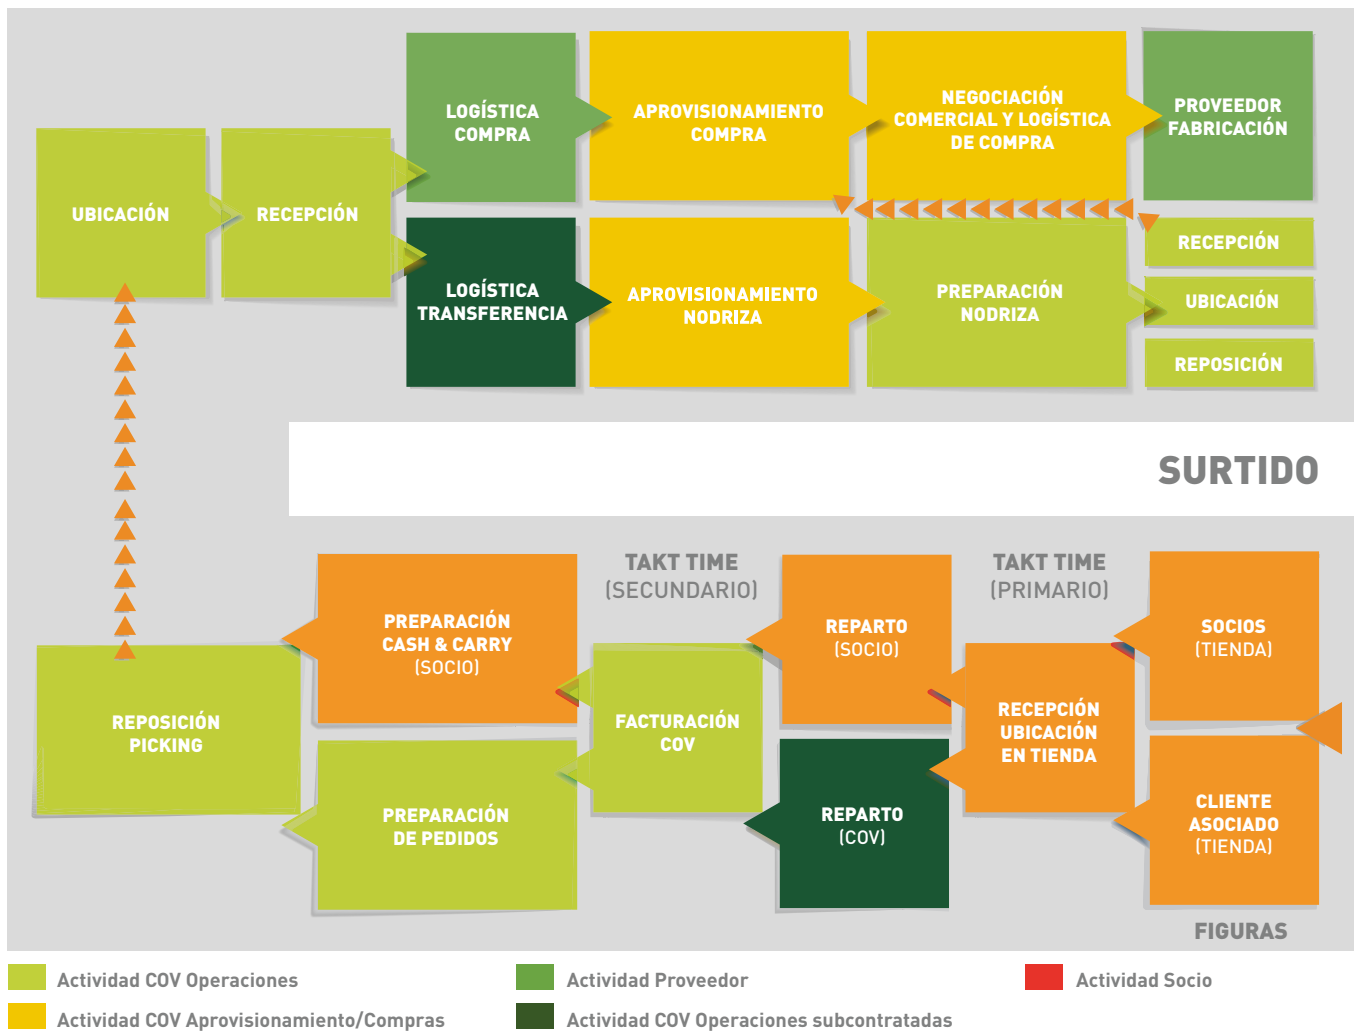 LOGÍSTICA
COMPRA
APROVISIONAMIENTO
COMPRA
NEGOCIACIÓN
COMERCIAL Y LOGÍSTICA
DE COMPRA
PROVEEDOR
FABRICACIÓN
UBICACIÓN
RECEPCIÓN
LOGÍSTICA
TRANSFERENCIA
APROVISIONAMIENTO
NODRIZA
PREPARACIÓN
NODRIZA
RECEPCIÓN
UBICACIÓN
REPOSICIÓN
SURTIDO
TAKT TIME
(SECUNDARIO)
TAKT TIME
(PRIMARIO)
PREPARACIÓN
CASH & CARRY
(SOCIO)
REPARTO
(SOCIO)
SOCIOS
(TIENDA)
REPOSICIÓN
PICKING
FACTURACIÓN
COV
RECEPCIÓN
UBICACIÓN
EN TIENDA
PREPARACIÓN
DE PEDIDOS
REPARTO
(COV)
CLIENTE
ASOCIADO
(TIENDA)
FIGURAS
Actividad COV Operaciones
Actividad Proveedor
Actividad Socio
Actividad COV Aprovisionamiento/Compras
Actividad COV Operaciones subcontratadas